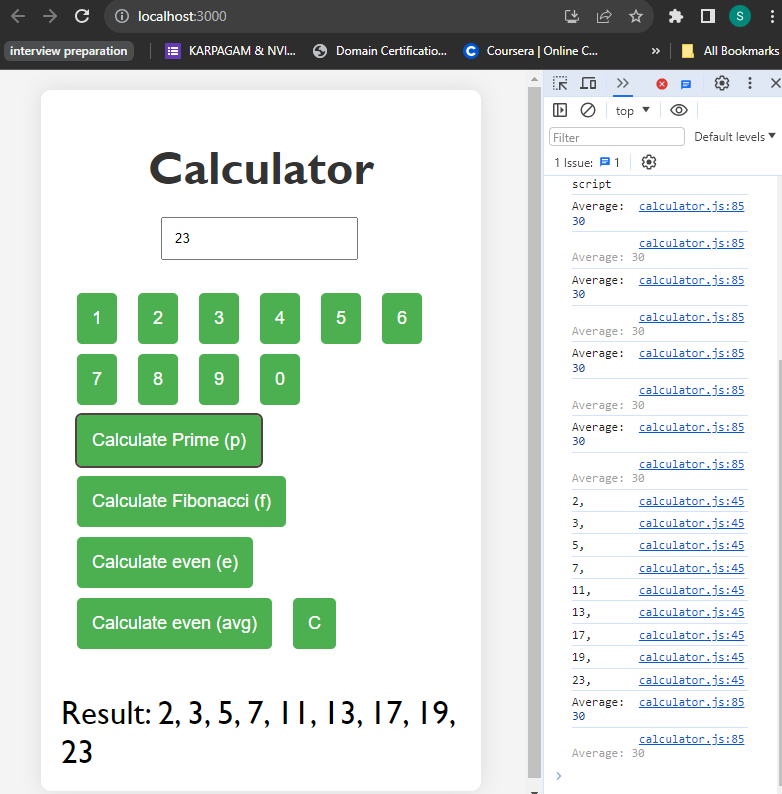 localhost:3000
S
interview preparation
KARPAGAM & NVI...
Domain Certificatio...
Coursera | Online C...
»
All Bookmarks
Calculator
23
1 2 3 4 5 6
7 8 9 0
Calculate Prime (p)
Calculate Fibonacci (f)
Calculate even (e)
Calculate even (avg) C
Result: 2, 3, 5, 7, 11, 13, 17, 19,
23
top
Filter
Default levels
1 Issue: 1
script
Average: calculator.js:85
30
calculator.js:85
Average: 30
Average: calculator.js:85
30
calculator.js:85
Average: 30
Average: calculator.js:85
30
calculator.js:85
Average: 30
Average: calculator.js:85
30
calculator.js:85
Average: 30
2, calculator.js:45
3, calculator.js:45
5, calculator.js:45
7, calculator.js:45
11, calculator.js:45
13, calculator.js:45
17, calculator.js:45
19, calculator.js:45
23, calculator.js:45
Average: calculator.js:85
30
calculator.js:85
Average: 30